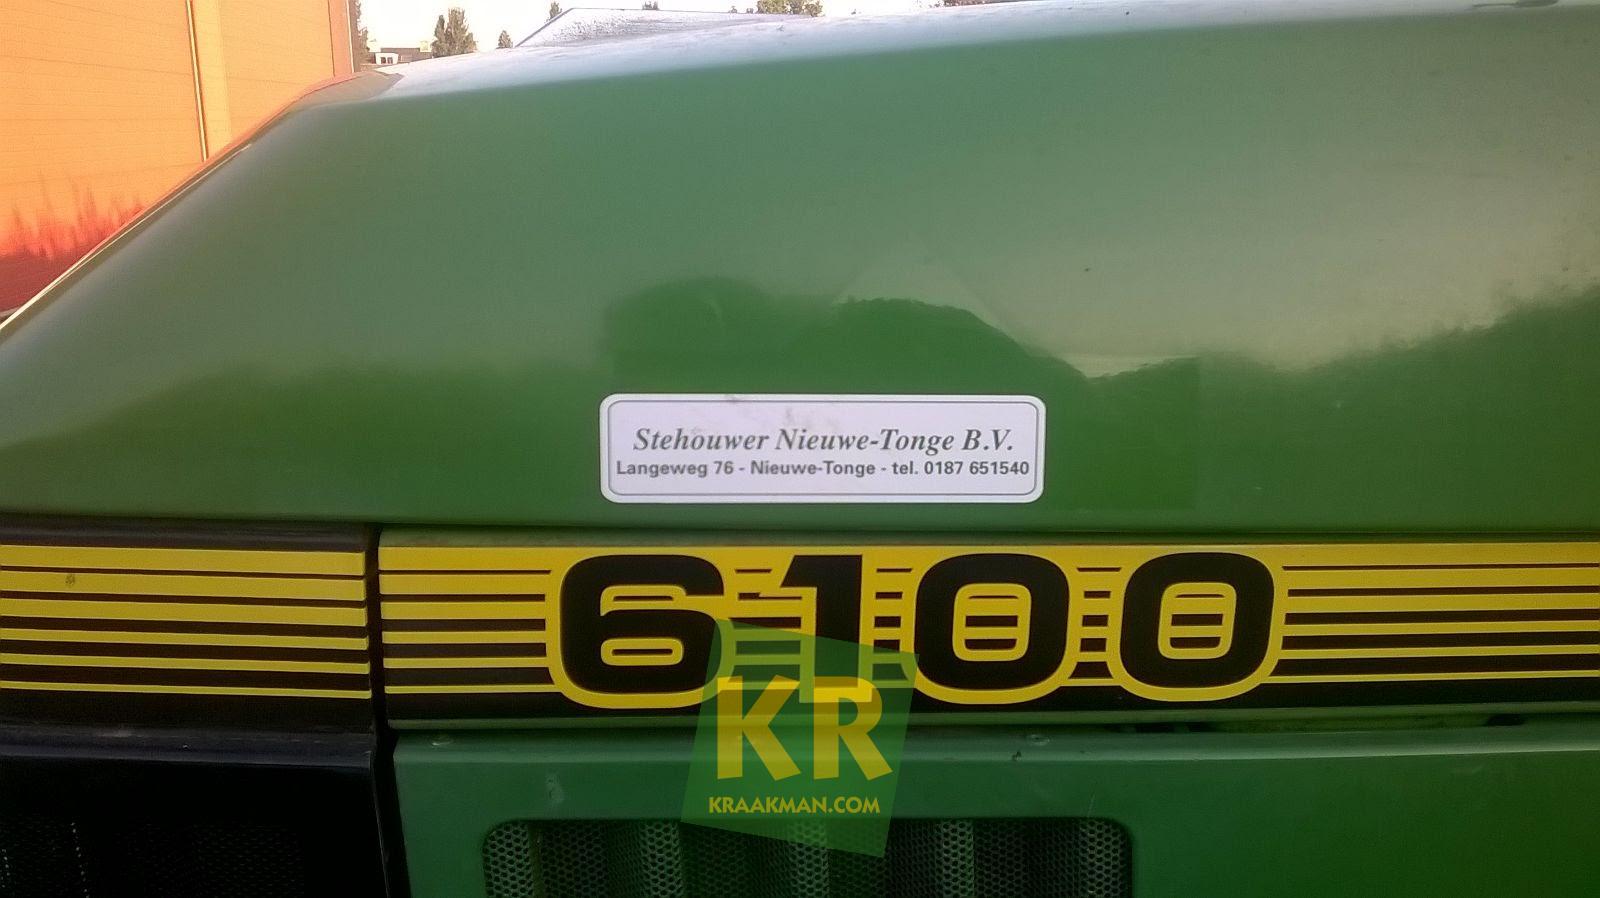 Stehouwer Nieuwe-Tonge B.V.
Langeweg 76 - Nieuwe-Tonge - tel. 0187 651540
6100
KR
KRAAKMAN.COM